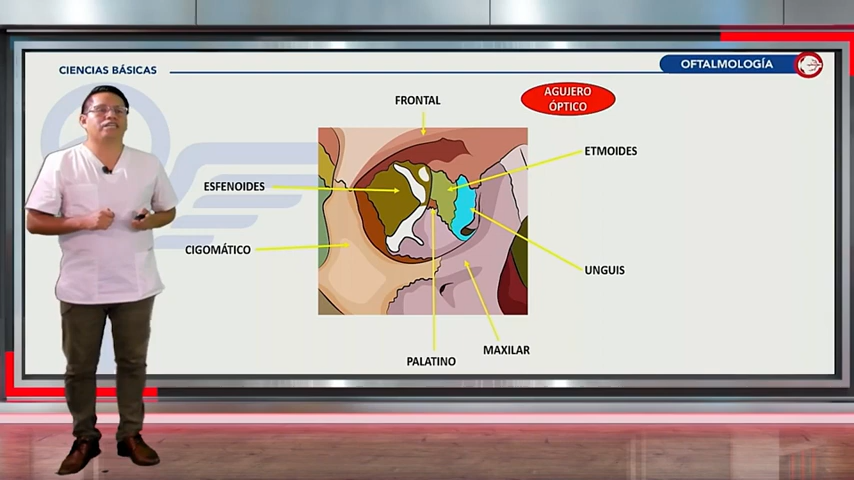 CIENCIAS BÁSICAS
OFTALMOLOGÍA
FRONTAL
AGUJERO
ÓPTICO
ETMOIDES
ESFENOIDES
CIGOMÁTICO
UNGUIS
MAXILAR
PALATINO